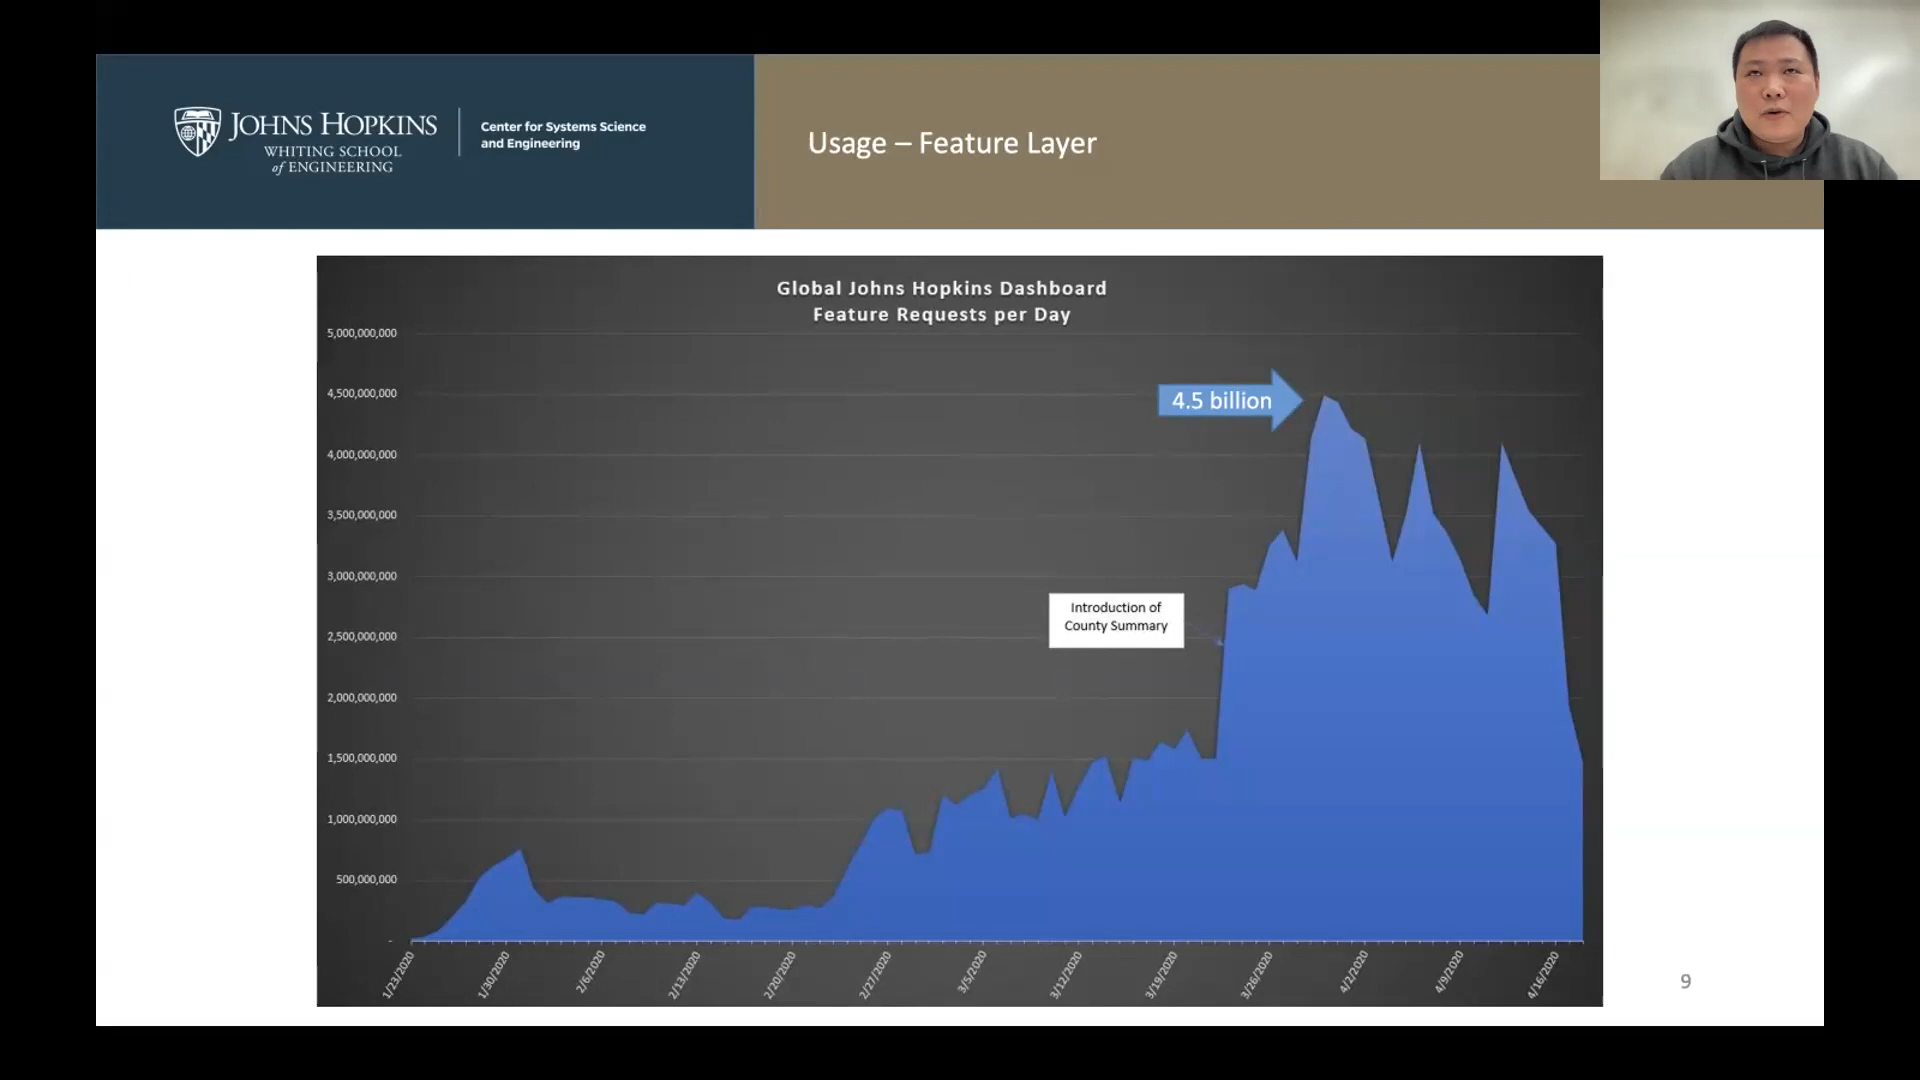 JOHNS HOPKINS
WHITING SCHOOL
of ENGINEERING
Center for Systems Science
and Engineering
Usage – Feature Layer
Global Johns Hopkins Dashboard
Feature Requests per Day
5,000,000,000
4,500,000,000
4,000,000,000
3,500,000,000
3,000,000,000
2,500,000,000
2,000,000,000
1,500,000,000
1,000,000,000
500,000,000
-
4.5 billion
Introduction of
County Summary
1/23/2020
1/30/2020
2/6/2020
2/13/2020
2/20/2020
2/27/2020
3/5/2020
3/12/2020
3/19/2020
3/26/2020
4/2/2020
4/9/2020
4/16/2020
9